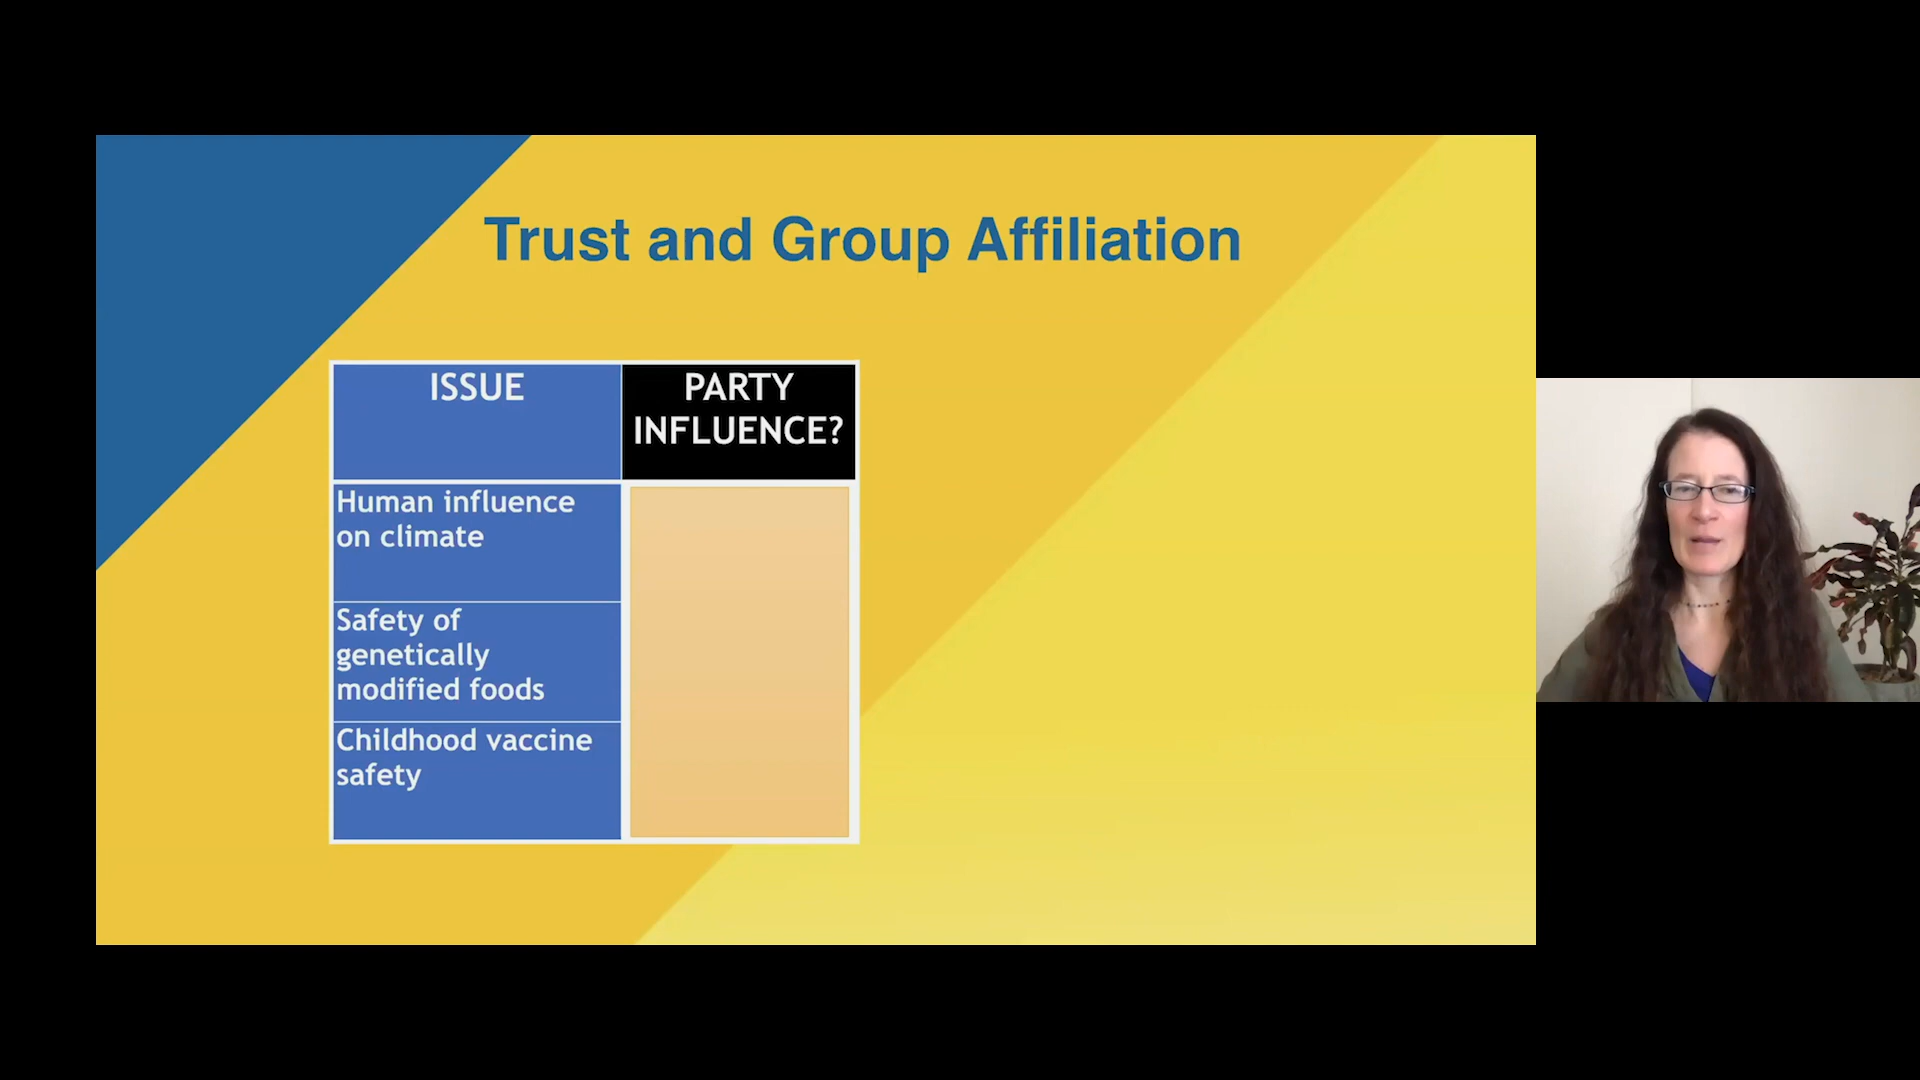 Trust and Group Affiliation
ISSUE
PARTY
INFLUENCE?
Human influence
on climate
Safety of
genetically
modified foods
Childhood vaccine
safety